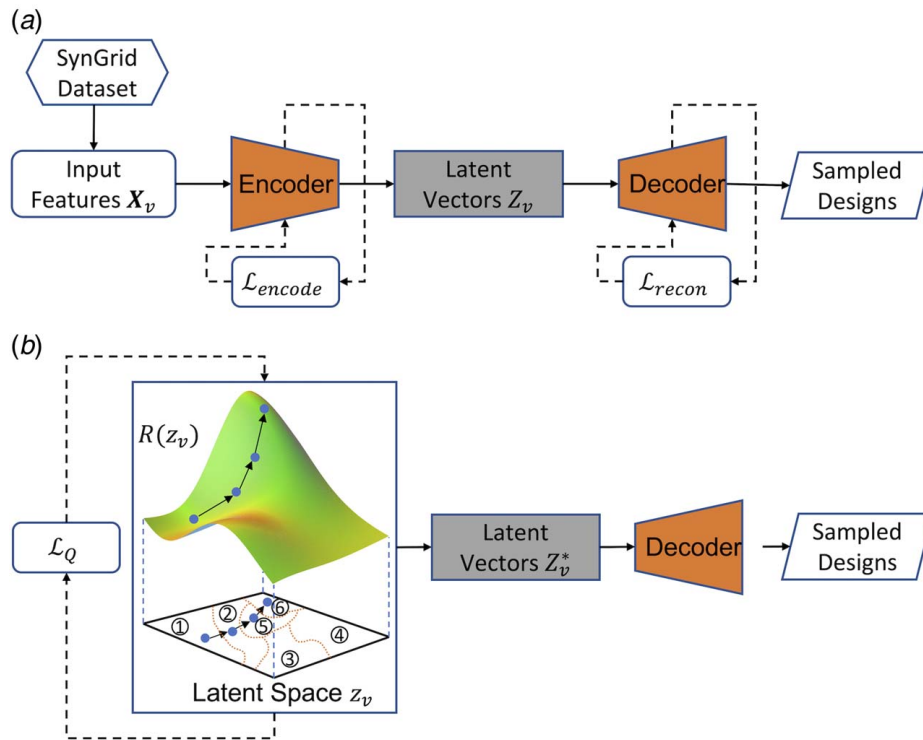 (a)
SynGrid
Dataset
Input
Features X_v
Encoder
Latent
Vectors Z_v
Decoder
Sampled
Designs
ℒ_encode
ℒ_recon
(b)
R(z_v)
ℒ_Q
Latent
Vectors Z_v^*
Decoder
Sampled
Designs
① ② ⑥
⑤ ④
③
Latent Space z_v